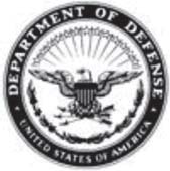 DEPARTMENT OF DEFENSE
UNITED STATES OF AMERICA